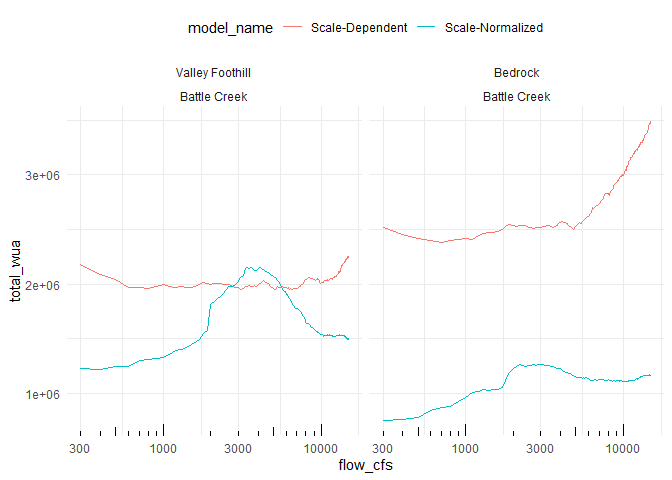 model_name Scale-Dependent Scale-Normalized
Valley Foothill Bedrock
Battle Creek Battle Creek
3e+06
2e+06
1e+06
total_wua
300 1000 3000 10000 300 1000 3000 10000
flow_cfs